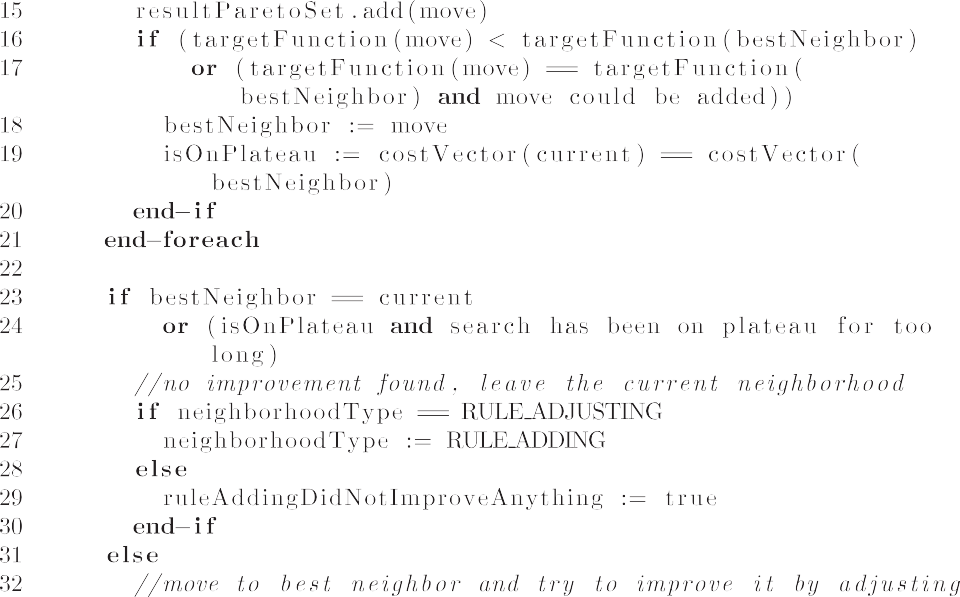 15 resultParetoSet.add(move)
16 if (targetFunction(move) < targetFunction(bestNeighbor)
17 or (targetFunction(move) == targetFunction(
bestNeighbor) and move could be added))
18 bestNeighbor := move
19 isOnPlateau := costVector(current) == costVector(
bestNeighbor)
20 end-if
21 end-foreach
22
23 if bestNeighbor == current
24 or (isOnPlateau and search has been on plateau for too
long)
25 //no improvement found, leave the current neighborhood
26 if neighborhoodType == RULE_ADJUSTING
27 neighborhoodType := RULE_ADDING
28 else
29 ruleAddingDidNotImproveAnything := true
30 end-if
31 else
32 //move to best neighbor and try to improve it by adjusting